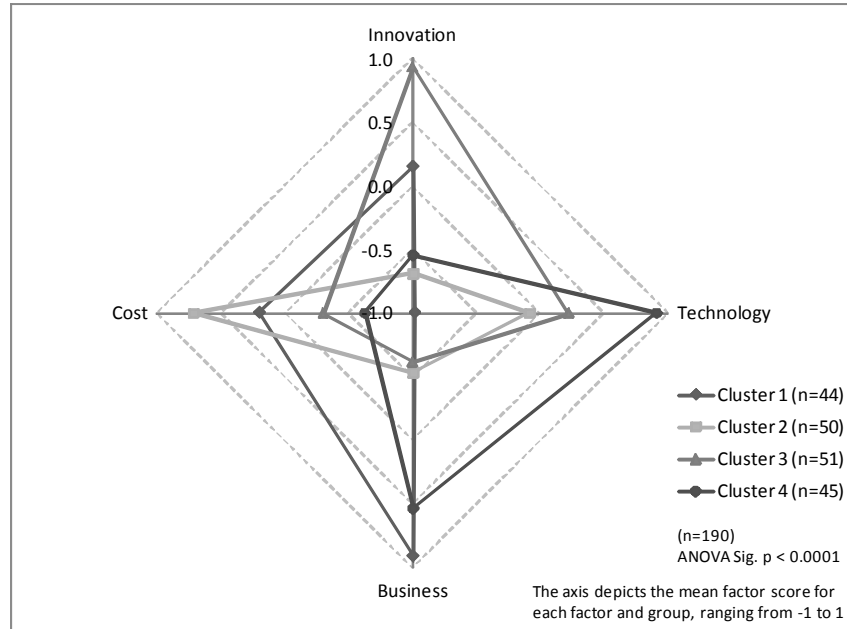 Innovation
1.0
0.5
0.0
-0.5
Cost
-1.0
Technology
Cluster 1 (n=44)
Cluster 2 (n=50)
Cluster 3 (n=51)
Cluster 4 (n=45)
(n=190)
ANOVA Sig. p < 0.0001
Business
The axis depicts the mean factor score for
each factor and group, ranging from -1 to 1